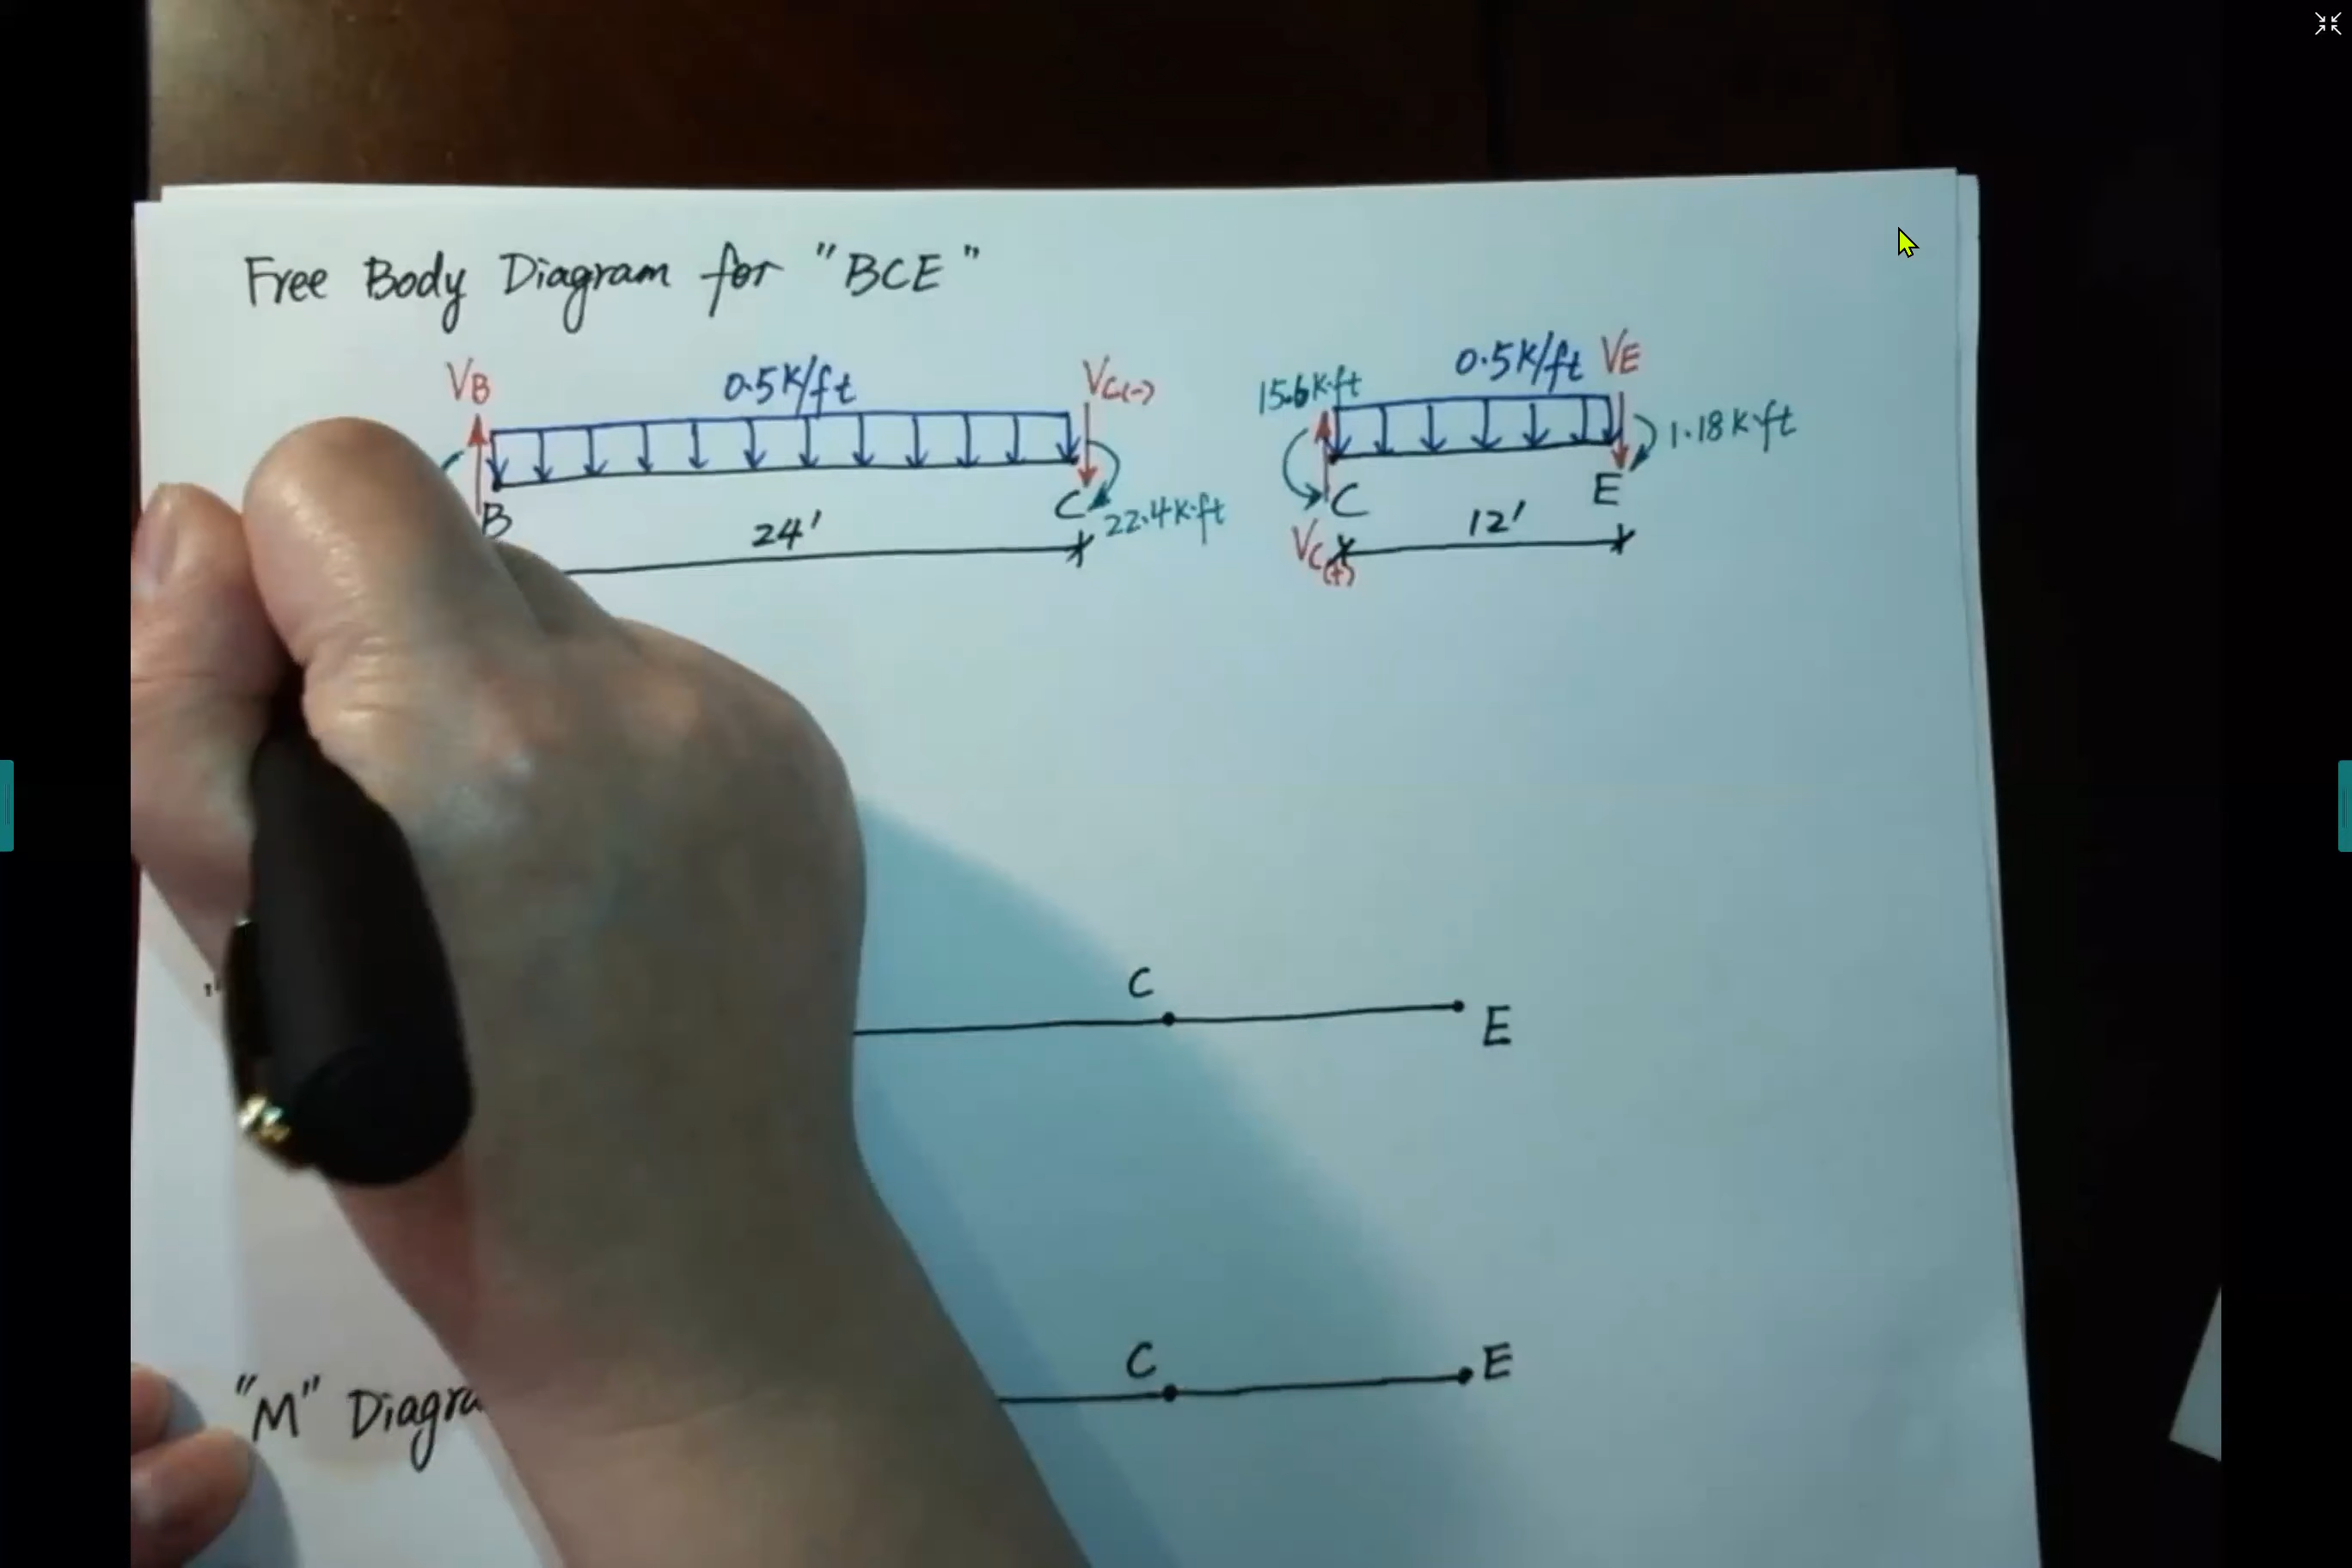 Free Body Diagram for "BCE"
VB 0.5K/ft VC(-)
15.6K·ft 0.5K/ft VE
1.18K·ft
B 24' C 22.4K·ft
C 12' E
VC(+)
C
E
"M"
C E